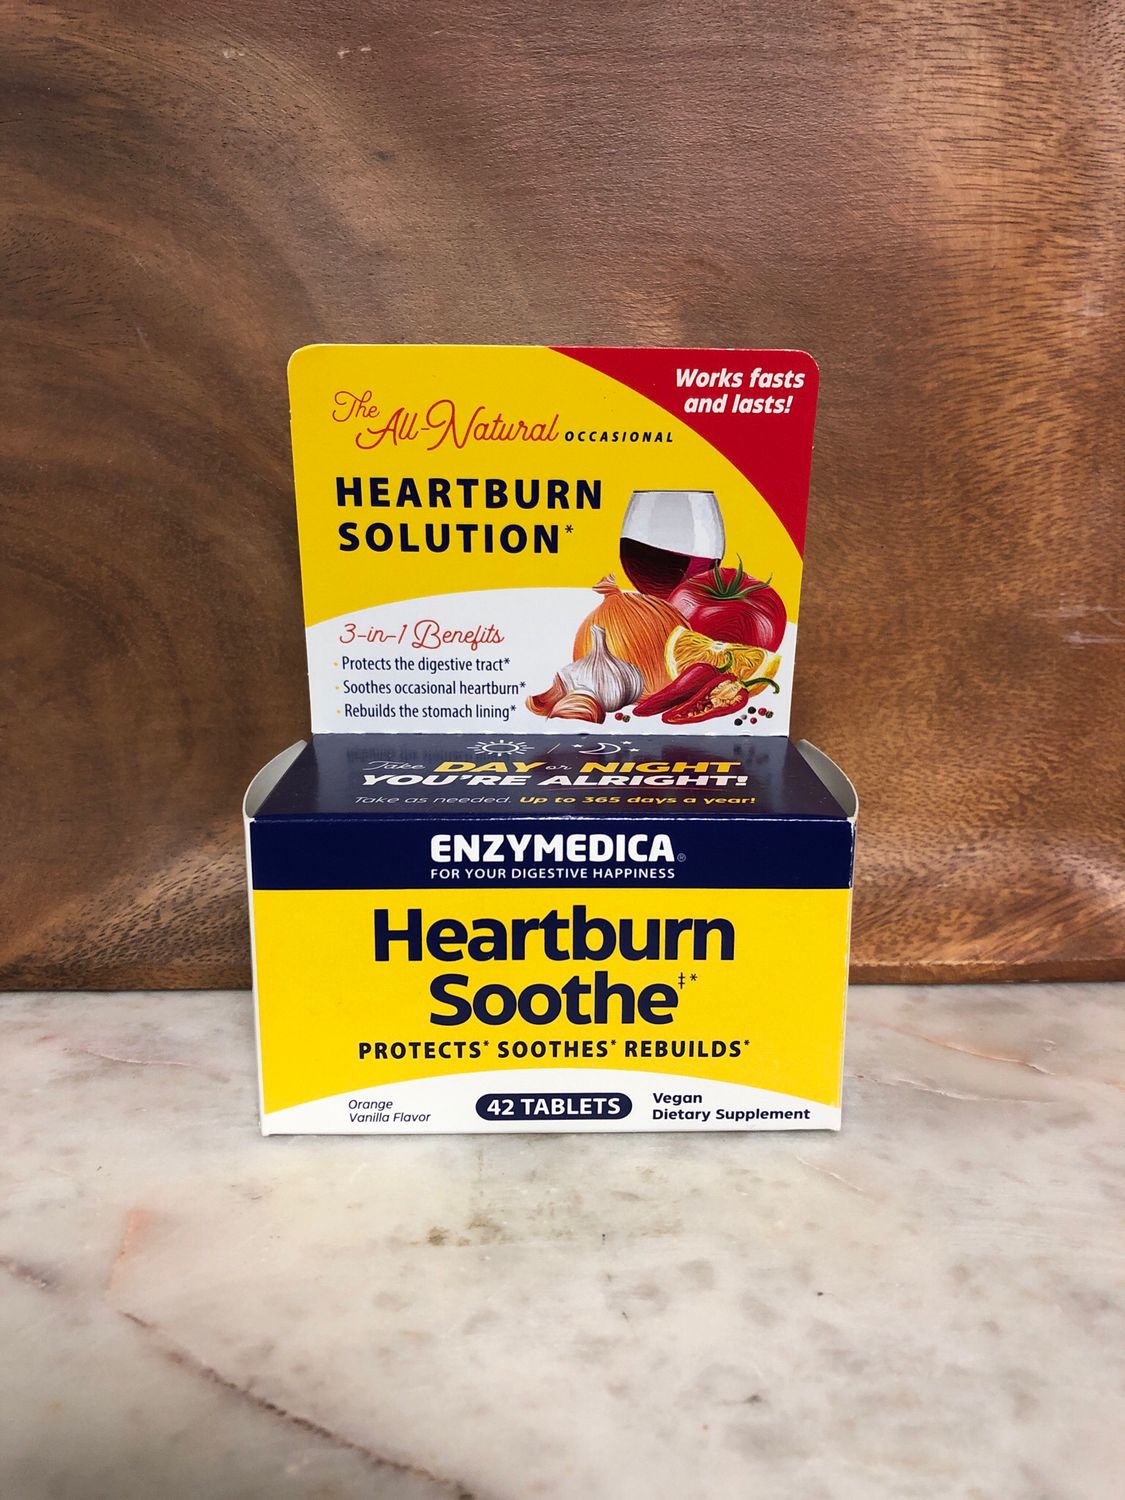 The All-Natural OCCASIONAL
HEARTBURN
SOLUTION*
Works fasts
and lasts!
3-in-1 Benefits
• Protects the digestive tract*
• Soothes occasional heartburn*
• Rebuilds the stomach lining*
Take DAY or NIGHT
YOU'RE ALRIGHT!
Take as needed. Up to 365 days a year!
ENZYMEDICA®
FOR YOUR DIGESTIVE HAPPINESS
Heartburn
Soothe‡*
PROTECTS* SOOTHES* REBUILDS*
Orange
Vanilla Flavor
42 TABLETS
Vegan
Dietary Supplement